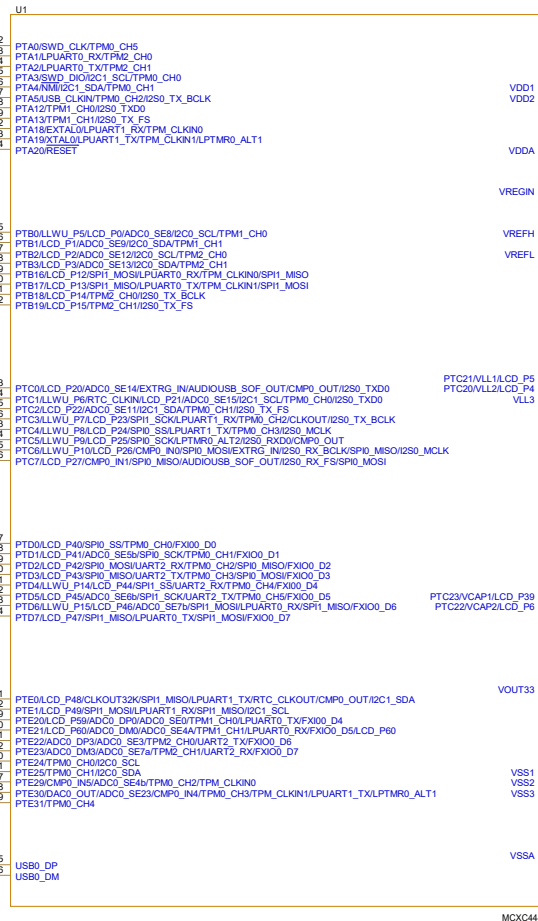 U1
PTA0/SWD_CLK/TPM0_CH5
PTA1/LPUART0_RX/TPM2_CH0
PTA2/LPUART0_TX/TPM2_CH1
PTA3/SWD_DIO/I2C1_SCL/TPM0_CH0
PTA4/NMI/I2C1_SDA/TPM0_CH1
PTA5/USB_CLKIN/TPM0_CH2/I2S0_TX_BCLK
PTA12/TPM1_CH0/I2S0_TXD0
PTA13/TPM1_CH1/I2S0_TX_FS
PTA18/EXTAL0/LPUART1_RX/TPM_CLKIN0
PTA19/XTAL0/LPUART1_TX/TPM_CLKIN1/LPTMR0_ALT1
PTA20/RESET
VDD1
VDD2
VDDA
VREGIN
PTB0/LLWU_P5/LCD_P0/ADC0_SE8/I2C0_SCL/TPM1_CH0
PTB1/LCD_P1/ADC0_SE9/I2C0_SDA/TPM1_CH1
PTB2/LCD_P2/ADC0_SE12/I2C0_SCL/TPM2_CH0
PTB3/LCD_P3/ADC0_SE13/I2C0_SDA/TPM2_CH1
PTB16/LCD_P12/SPI1_MOSI/LPUART0_RX/TPM_CLKIN0/SPI1_MISO
PTB17/LCD_P13/SPI1_MISO/LPUART0_TX/TPM_CLKIN1/SPI1_MOSI
PTB18/LCD_P14/TPM2_CH0/I2S0_TX_BCLK
PTB19/LCD_P15/TPM2_CH1/I2S0_TX_FS
VREFH
VREFL
PTC21/VLL1/LCD_P5
PTC20/VLL2/LCD_P4
VLL3
PTC0/LCD_P20/ADC0_SE14/EXTRG_IN/AUDIOUSB_SOF_OUT/CMP0_OUT/I2S0_TXD0
PTC1/LLWU_P6/RTC_CLKIN/LCD_P21/ADC0_SE15/I2C1_SCL/TPM0_CH0/I2S0_TXD0
PTC2/LCD_P22/ADC0_SE11/I2C1_SDA/TPM0_CH1/I2S0_TX_FS
PTC3/LLWU_P7/LCD_P23/SPI1_SCK/LPUART1_RX/TPM0_CH2/CLKOUT/I2S0_TX_BCLK
PTC4/LLWU_P8/LCD_P24/SPI0_SS/LPUART1_TX/TPM0_CH3/I2S0_MCLK
PTC5/LLWU_P9/LCD_P25/SPI0_SCK/LPTMR0_ALT2/I2S0_RXD0/CMP0_OUT
PTC6/LLWU_P10/LCD_P26/CMP0_IN0/SPI0_MOSI/EXTRG_IN/I2S0_RX_BCLK/SPI0_MISO/I2S0_MCLK
PTC7/LCD_P27/CMP0_IN1/SPI0_MISO/AUDIOUSB_SOF_OUT/I2S0_RX_FS/SPI0_MOSI
PTD0/LCD_P40/SPI0_SS/TPM0_CH0/FXIO0_D0
PTD1/LCD_P41/ADC0_SE5b/SPI0_SCK/TPM0_CH1/FXIO0_D1
PTD2/LCD_P42/SPI0_MOSI/UART2_RX/TPM0_CH2/SPI0_MISO/FXIO0_D2
PTD3/LCD_P43/SPI0_MISO/UART2_TX/TPM0_CH3/SPI0_MOSI/FXIO0_D3
PTD4/LLWU_P14/LCD_P44/SPI1_SS/UART2_RX/TPM0_CH4/FXIO0_D4
PTD5/LCD_P45/ADC0_SE6b/SPI1_SCK/UART2_TX/TPM0_CH5/FXIO0_D5
PTD6/LLWU_P15/LCD_P46/ADC0_SE7b/SPI1_MOSI/LPUART0_RX/SPI1_MISO/FXIO0_D6
PTD7/LCD_P47/SPI1_MISO/LPUART0_TX/SPI1_MOSI/FXIO0_D7
PTC23/VCAP1/LCD_P39
PTC22/VCAP2/LCD_P6
VOUT33
PTE0/LCD_P48/CLKOUT32K/SPI1_MISO/LPUART1_TX/RTC_CLKOUT/CMP0_OUT/I2C1_SDA
PTE1/LCD_P49/SPI1_MOSI/LPUART1_RX/SPI1_MISO/I2C1_SCL
PTE20/LCD_P59/ADC0_DP0/ADC0_SE0/TPM1_CH0/LPUART0_TX/FXIO0_D4
PTE21/LCD_P60/ADC0_DM0/ADC0_SE4A/TPM1_CH1/LPUART0_RX/FXIO0_D5/LCD_P60
PTE22/ADC0_DP3/ADC0_SE3/TPM2_CH0/UART2_TX/FXIO0_D6
PTE23/ADC0_DM3/ADC0_SE7a/TPM2_CH1/UART2_RX/FXIO0_D7
PTE24/TPM0_CH0/I2C0_SCL
PTE25/TPM0_CH1/I2C0_SDA
PTE29/CMP0_IN5/ADC0_SE4b/TPM0_CH2/TPM_CLKIN0
PTE30/DAC0_OUT/ADC0_SE23/CMP0_IN4/TPM0_CH3/TPM_CLKIN1/LPUART1_TX/LPTMR0_ALT1
PTE31/TPM0_CH4
VSS1
VSS2
VSS3
VSSA
USB0_DP
USB0_DM
MCXC44